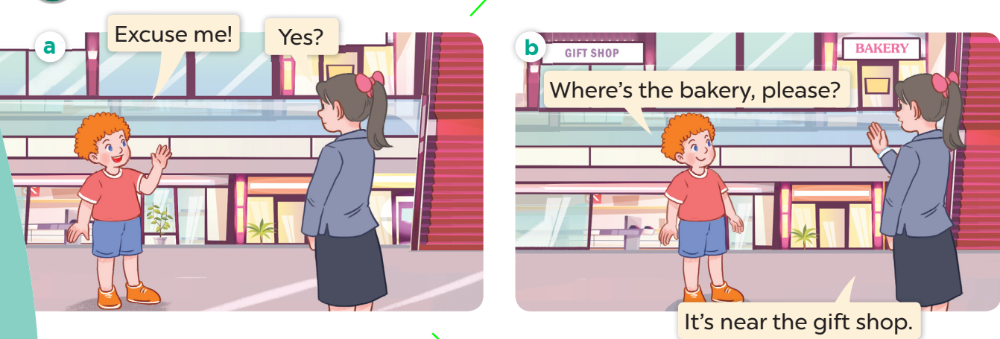 a
Excuse me!
Yes?
b
GIFT SHOP
BAKERY
Where's the bakery, please?
It's near the gift shop.